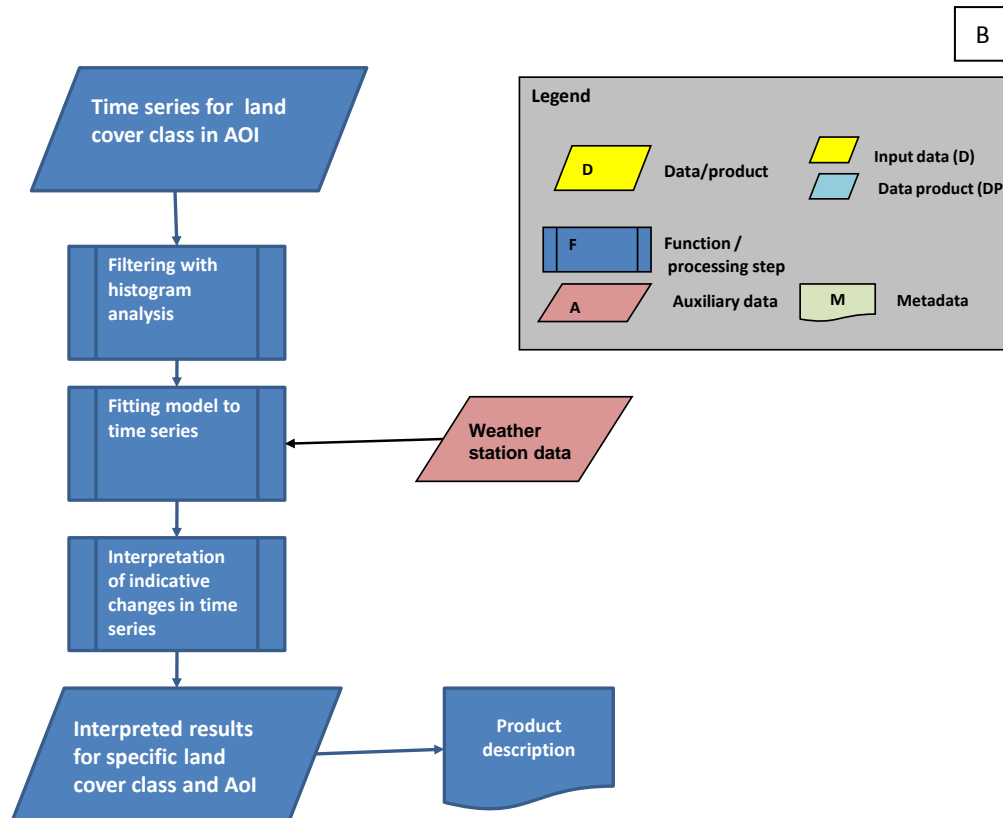 B
Time series for land
cover class in AOI
Filtering with
histogram
analysis
Fitting model to
time series
Weather
station data
Interpretation
of indicative
changes in time
series
Interpreted results
for specific land
cover class and AoI
Product
description
Legend
D
Data/product
Input data (D)
Data product (DP
F
Function /
processing step
A
Auxiliary data
M
Metadata